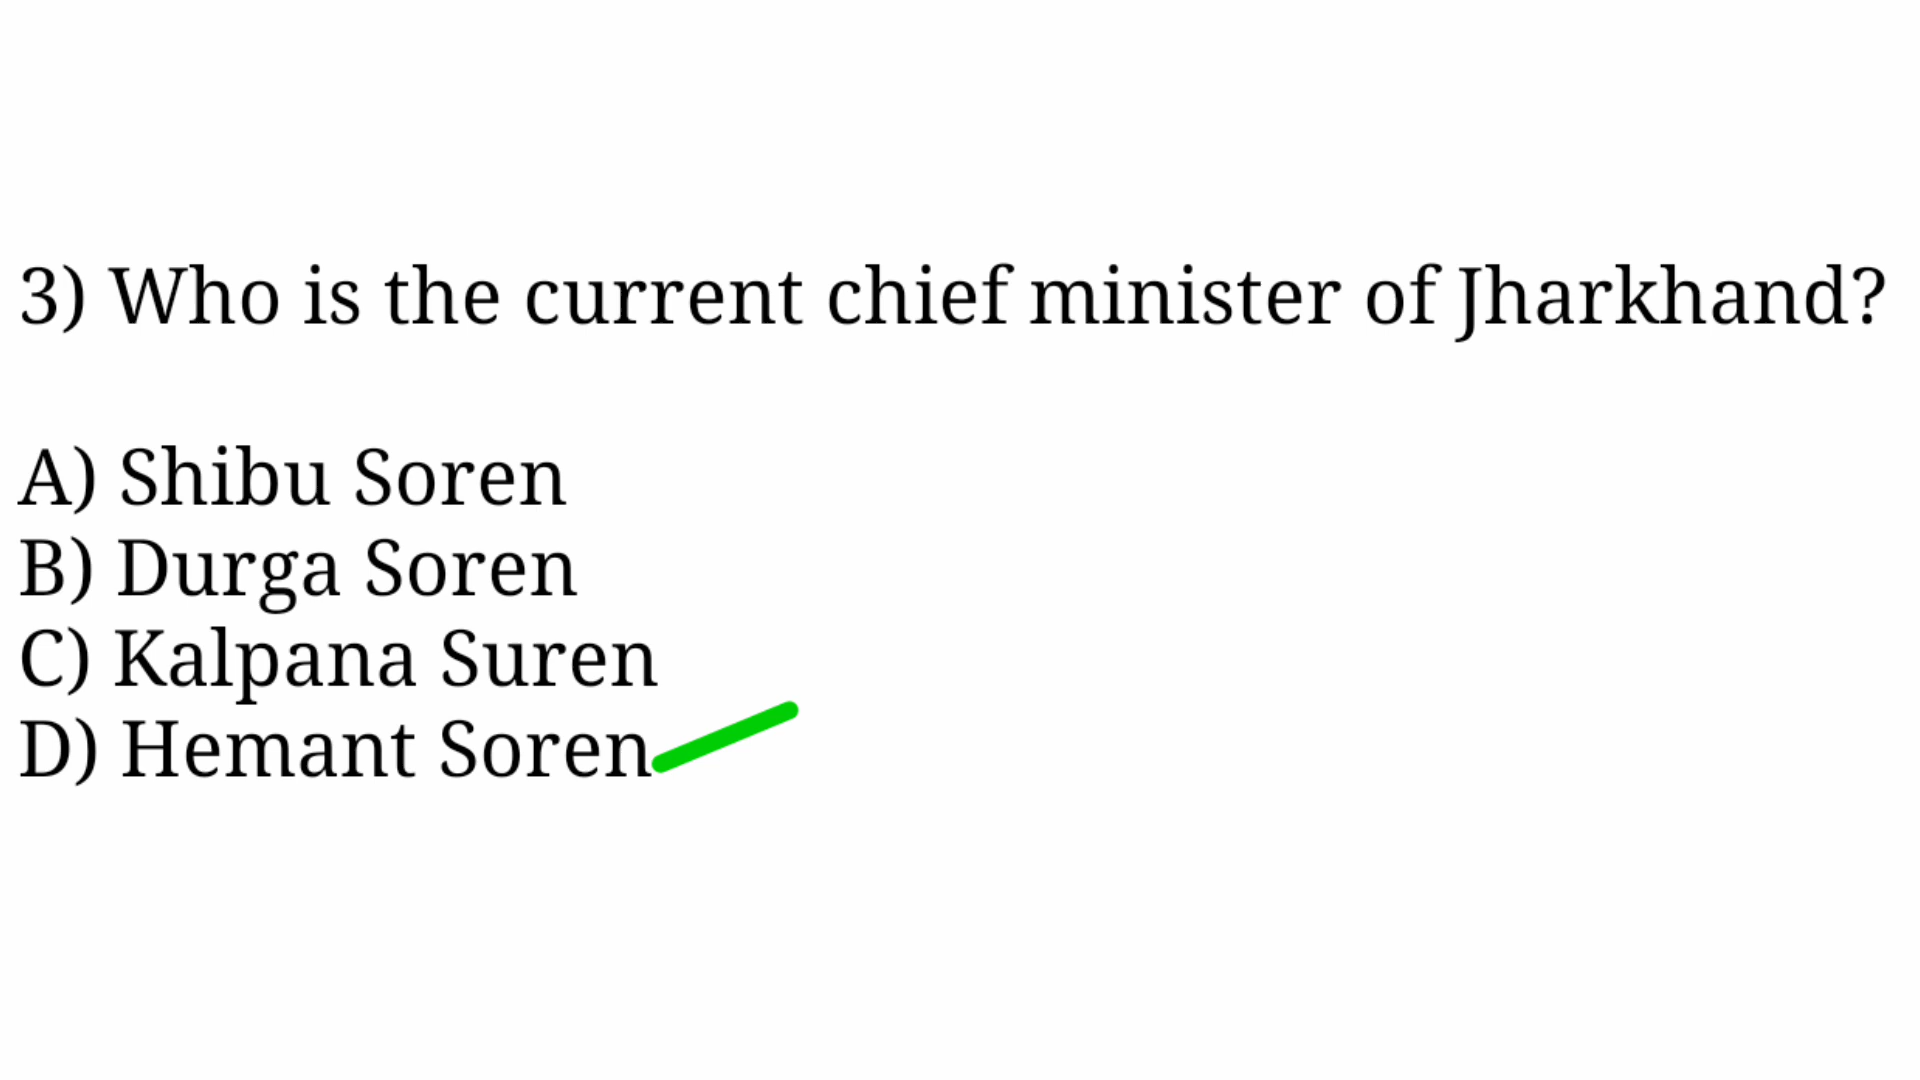 3) Who is the current chief minister of Jharkhand?
A) Shibu Soren
B) Durga Soren
C) Kalpana Suren
D) Hemant Soren